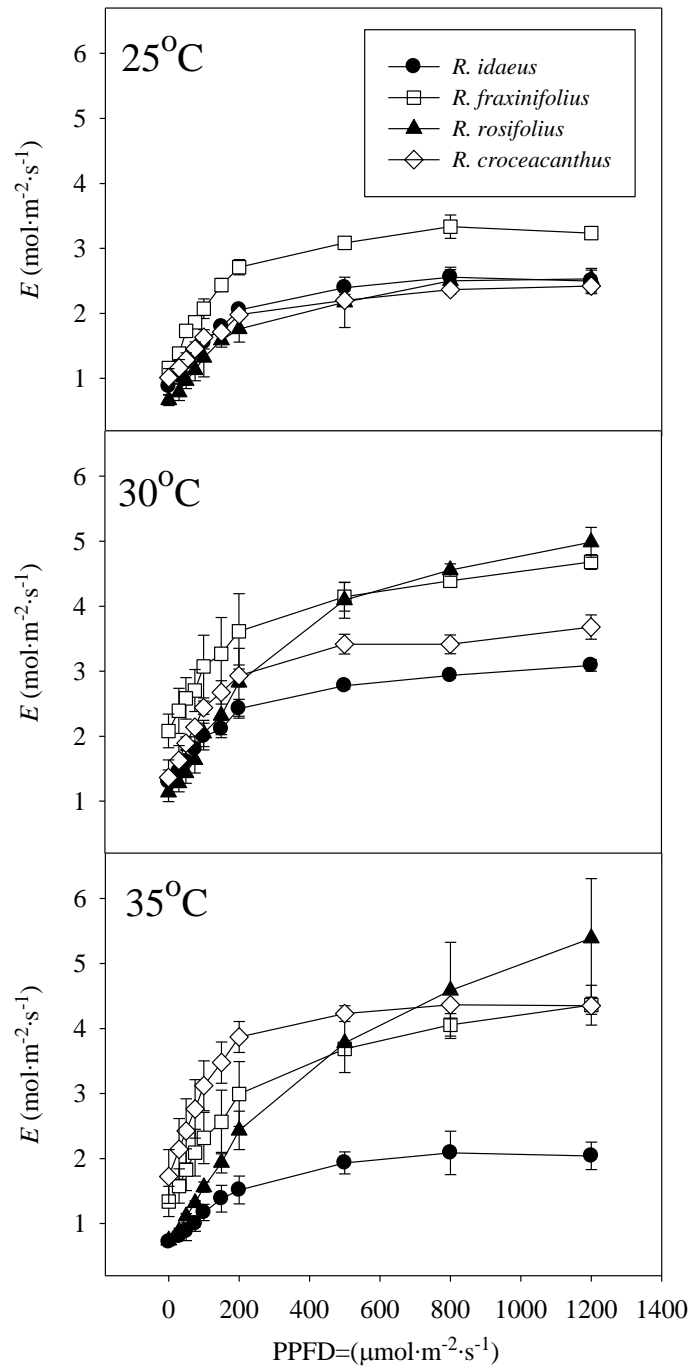 25°C
R. idaeus
R. fraxinifolius
R. rosifolius
R. croceacanthus
6
5
4
3
2
1
E (mol·m-2·s-1)
30°C
6
5
4
3
2
1
E (mol·m-2·s-1)
35°C
6
5
4
3
2
1
E (mol·m-2·s-1)
0 200 400 600 800 1000 1200 1400
PPFD=(μmol·m-2·s-1)